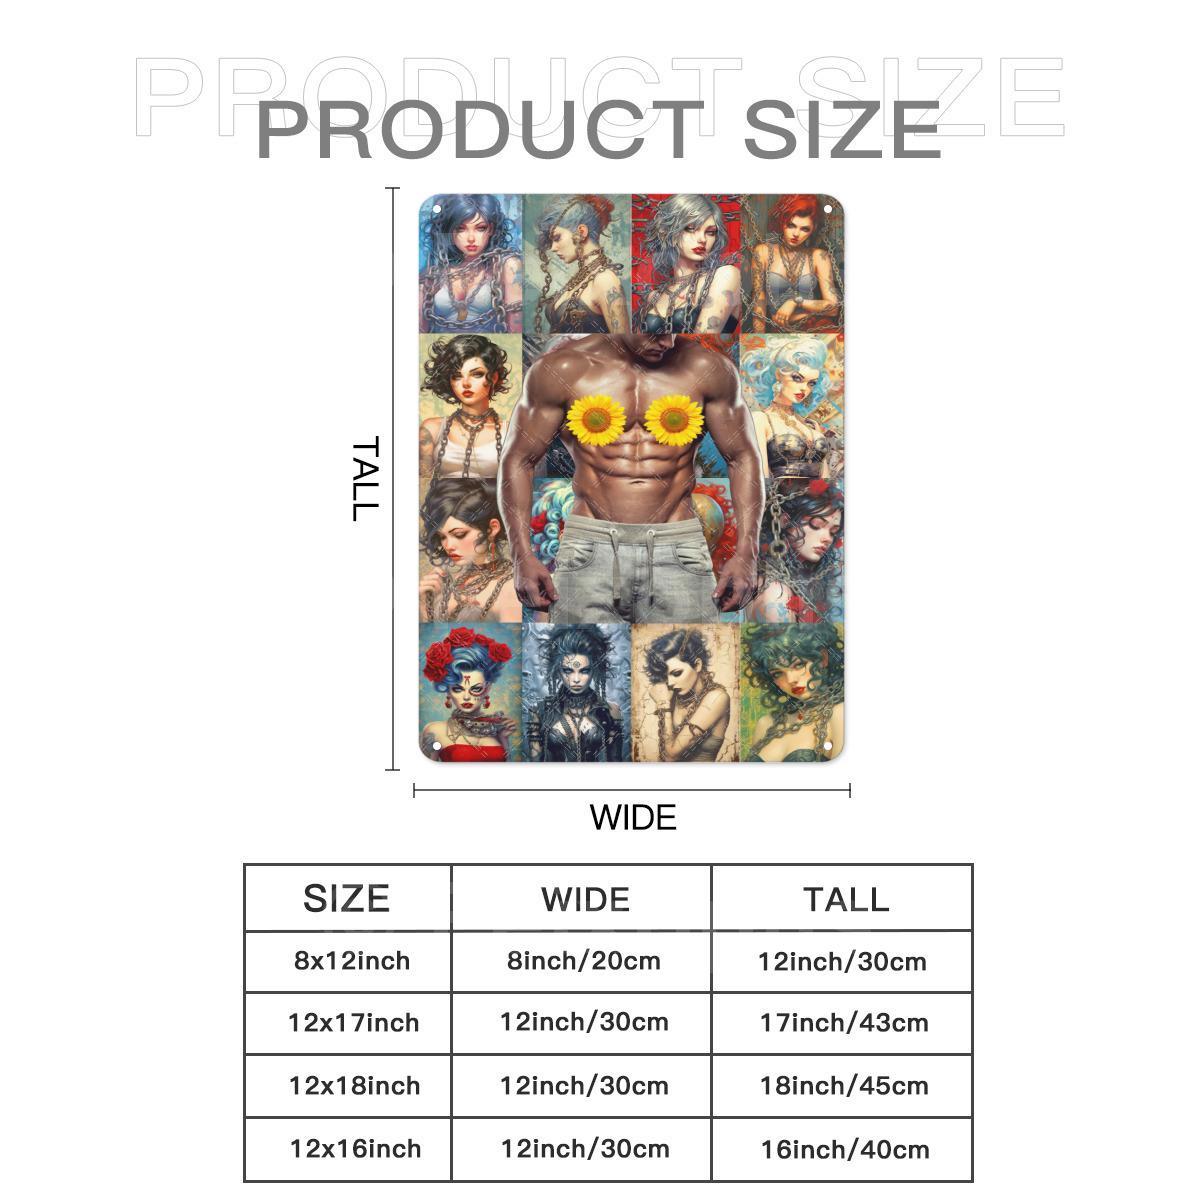 PRODUCT SIZE
PRODUCT SIZE
TALL
WIDE
SIZE WIDE TALL
8x12inch 8inch/20cm 12inch/30cm
12x17inch 12inch/30cm 17inch/43cm
12x18inch 12inch/30cm 18inch/45cm
12x16inch 12inch/30cm 16inch/40cm